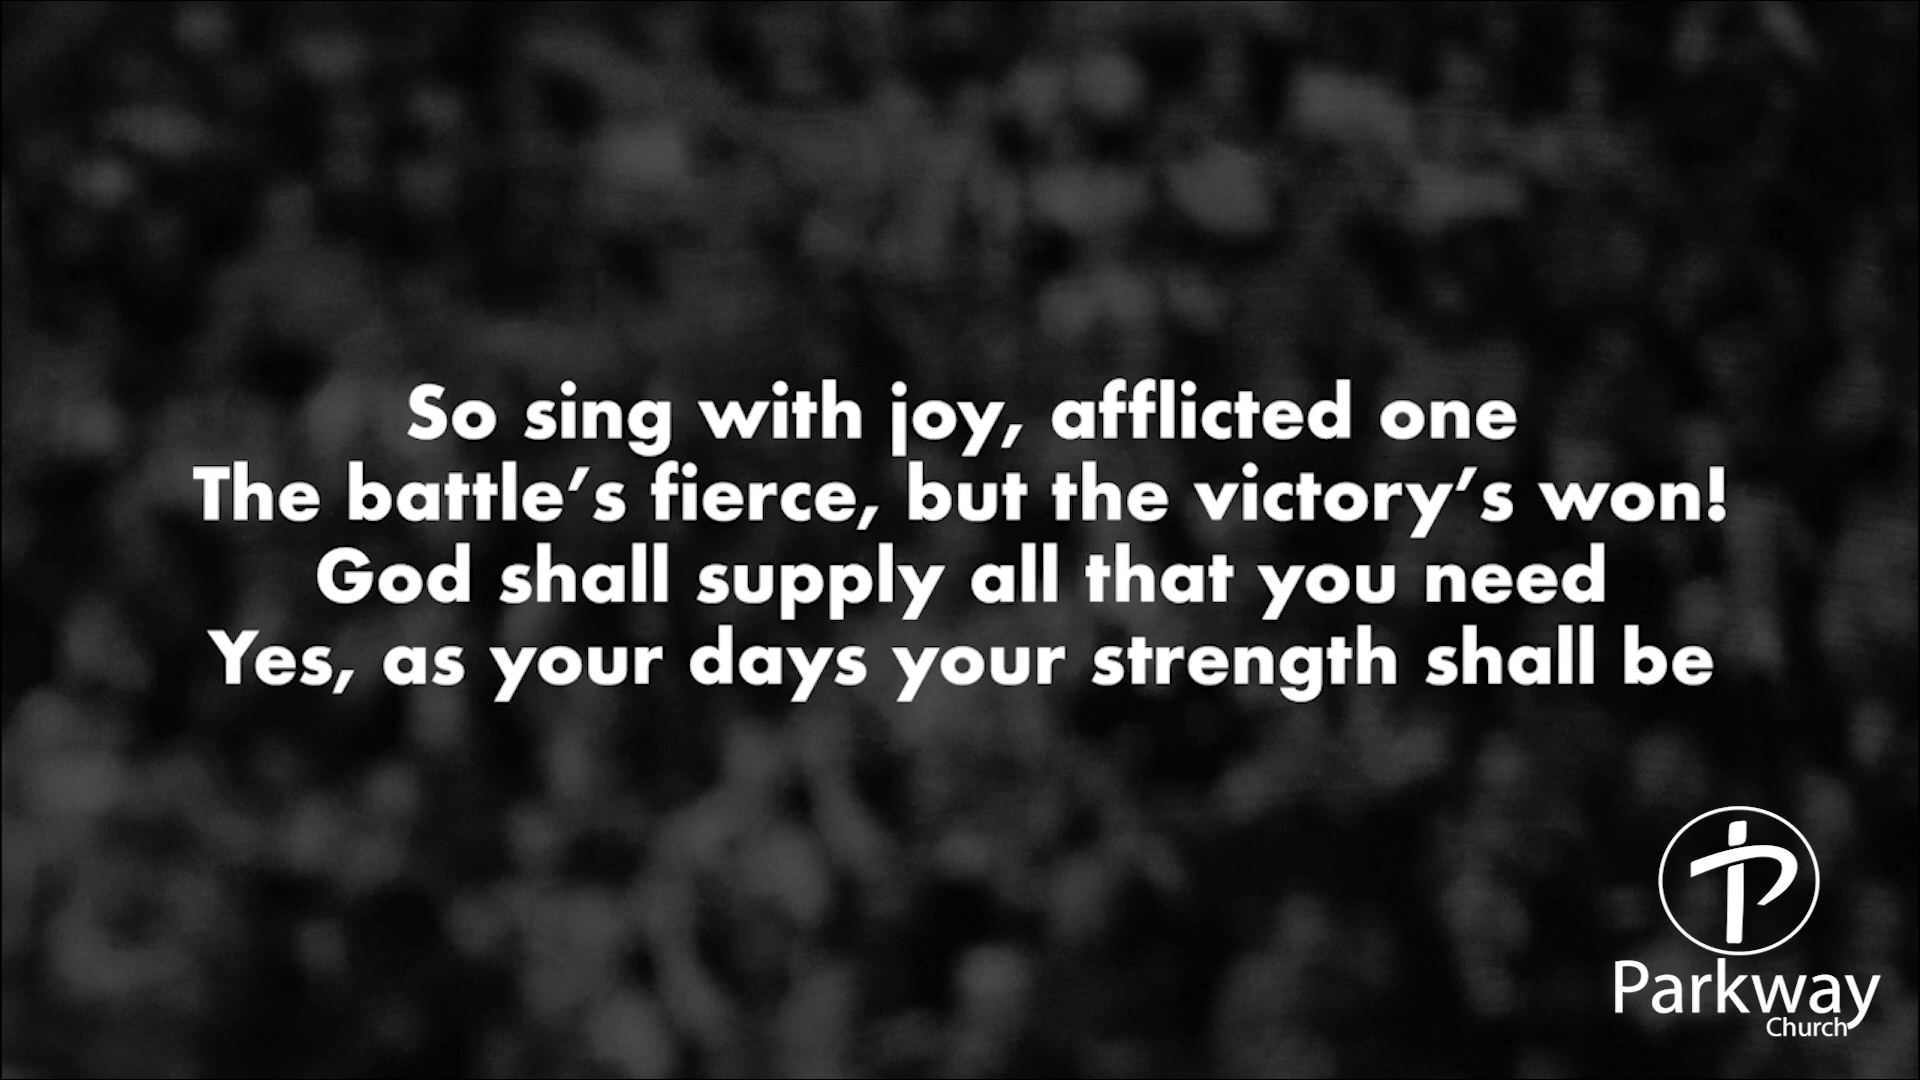 So sing with joy, afflicted one
The battle’s fierce, but the victory’s won!
God shall supply all that you need
Yes, as your days your strength shall be
Parkway
Church